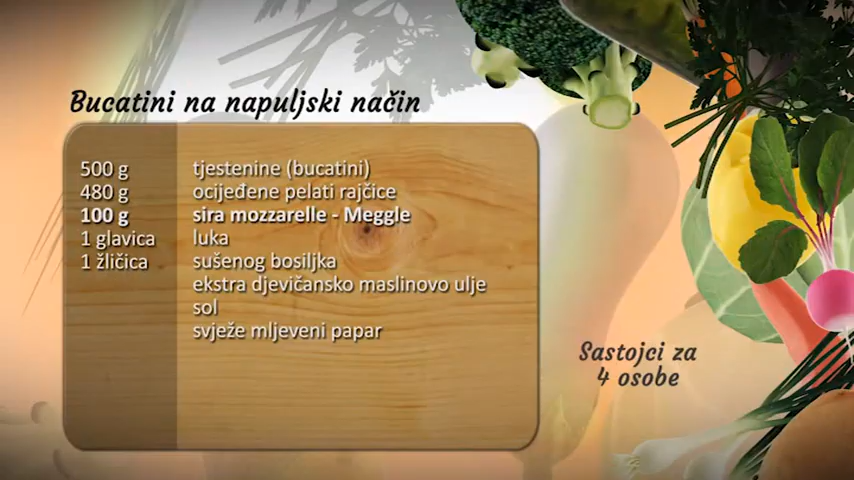 Bucatini na napuljski način
500 g tjestenine (bucatini)
480 g ocijeđene pelati rajčice
100 g sira mozzarelle - Meggle
1 glavica luka
1 žličica sušenog bosiljka
ekstra djevičansko maslinovo ulje
sol
svježe mljeveni papar
Sastojci za
4 osobe